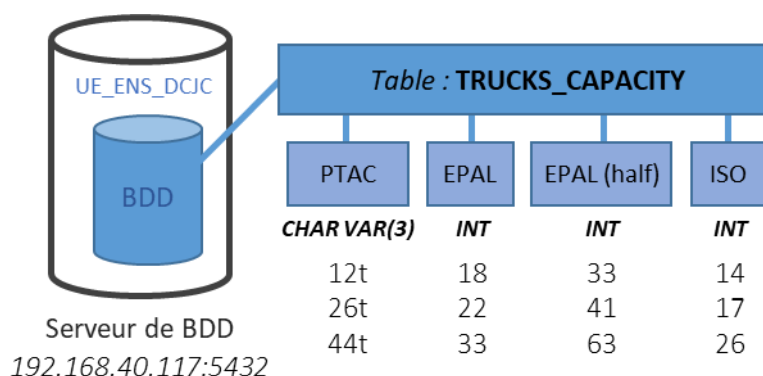 UE_ENS_DCJC
BDD
Serveur de BDD
192.168.40.117:5432
Table : TRUCKS_CAPACITY
PTAC EPAL EPAL (half) ISO
CHAR VAR(3) INT INT INT
12t 18 33 14
26t 22 41 17
44t 33 63 26